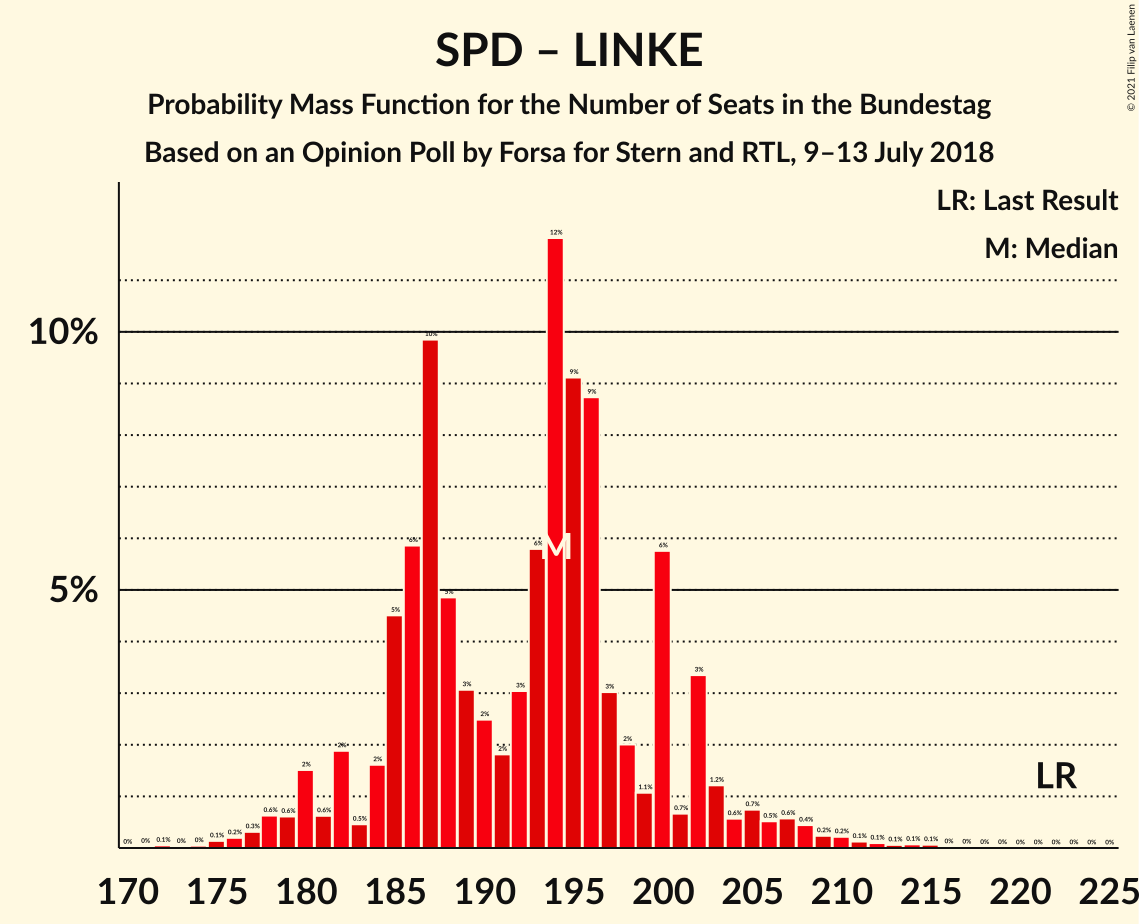 SPD – LINKE
Probability Mass Function for the Number of Seats in the Bundestag
Based on an Opinion Poll by Forsa for Stern and RTL, 9–13 July 2018
© 2021 Filip van Laenen
LR: Last Result
M: Median
10%
5%
0% 0% 0.1% 0% 0% 0.1% 0.2% 0.3% 0.6% 0.6% 2% 0.6% 2% 0.5% 2% 5% 6% 10% 5% 3% 2% 2% 3% 6% 12% 9% 9% 3% 2% 1.1% 6% 0.7% 3% 1.2% 0.6% 0.7% 0.5% 0.6% 0.4% 0.2% 0.2% 0.1% 0.1% 0.1% 0.1% 0.1% 0% 0% 0% 0% 0% 0% 0% 0% 0% 0%
M
LR
170 175 180 185 190 195 200 205 210 215 220 225